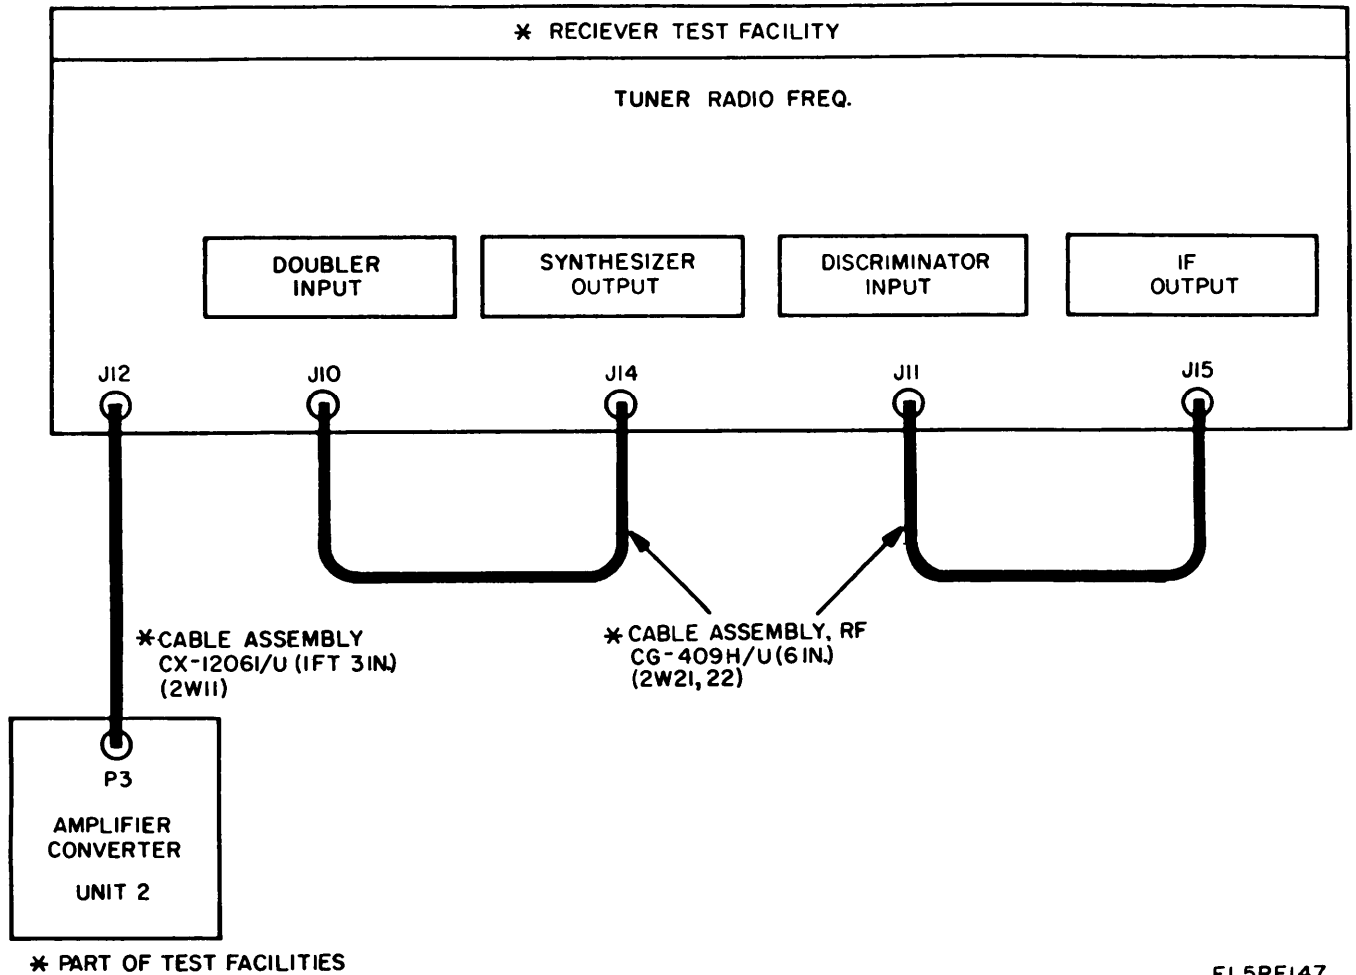 * RECIEVER TEST FACILITY
TUNER RADIO FREQ.
DOUBLER
INPUT
SYNTHESIZER
OUTPUT
DISCRIMINATOR
INPUT
IF
OUTPUT
J12
J10
J14
J11
J15
* CABLE ASSEMBLY
CX-12061/U (1FT 3IN.)
(2W11)
* CABLE ASSEMBLY, RF
CG-409H/U (6IN.)
(2W21, 22)
P3
AMPLIFIER
CONVERTER
UNIT 2
* PART OF TEST FACILITIES